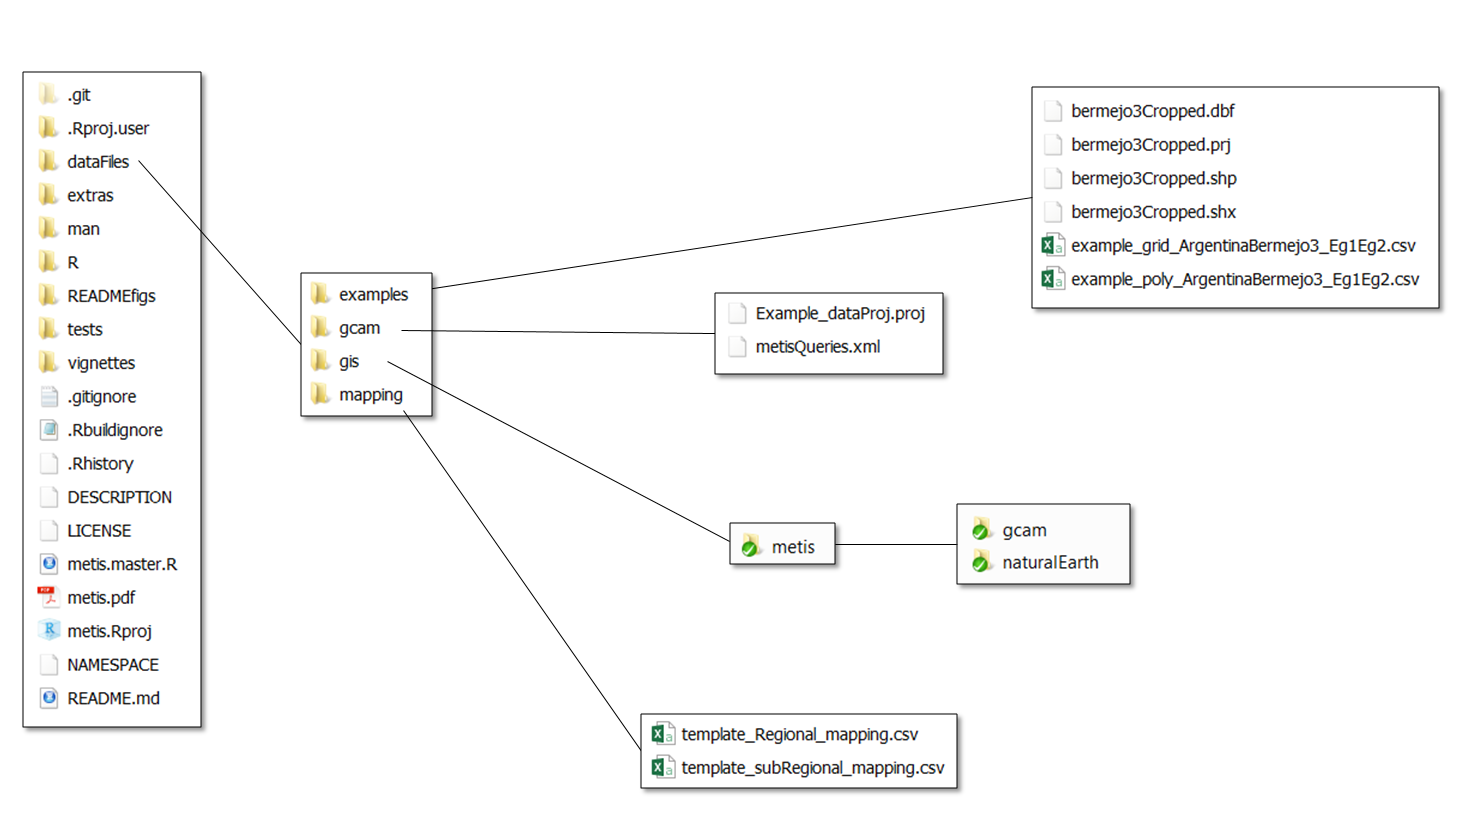 .git
.Rproj.user
dataFiles
extras
man
R
READMEfigs
tests
vignettes
.gitignore
.Rbuildignore
.Rhistory
DESCRIPTION
LICENSE
metis.master.R
metis.pdf
metis.Rproj
NAMESPACE
README.md
examples
gcam
gis
mapping
bermejo3Cropped.dbf
bermejo3Cropped.prj
bermejo3Cropped.shp
bermejo3Cropped.shx
example_grid_ArgentinaBermejo3_Eg1Eg2.csv
example_poly_ArgentinaBermejo3_Eg1Eg2.csv
Example_dataProj.proj
metisQueries.xml
metis
gcam
naturalEarth
template_Regional_mapping.csv
template_subRegional_mapping.csv